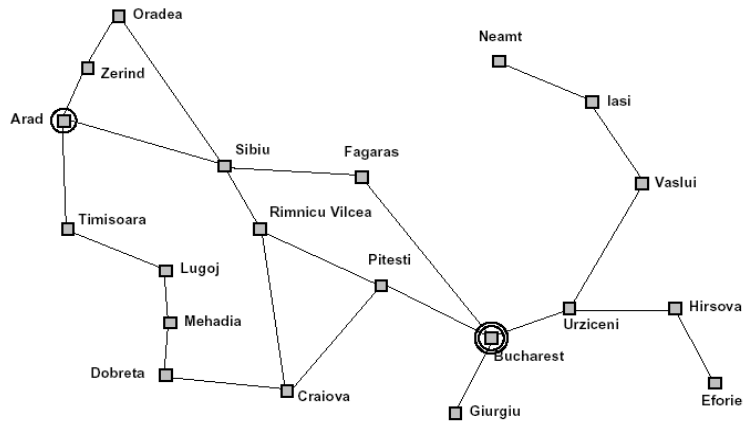 Oradea
Neamt
Zerind
Iasi
Arad
Sibiu
Fagaras
Vaslui
Timisoara
Rimnicu Vilcea
Lugoj
Pitesti
Hirsova
Mehadia
Urziceni
Bucharest
Dobreta
Craiova
Eforie
Giurgiu